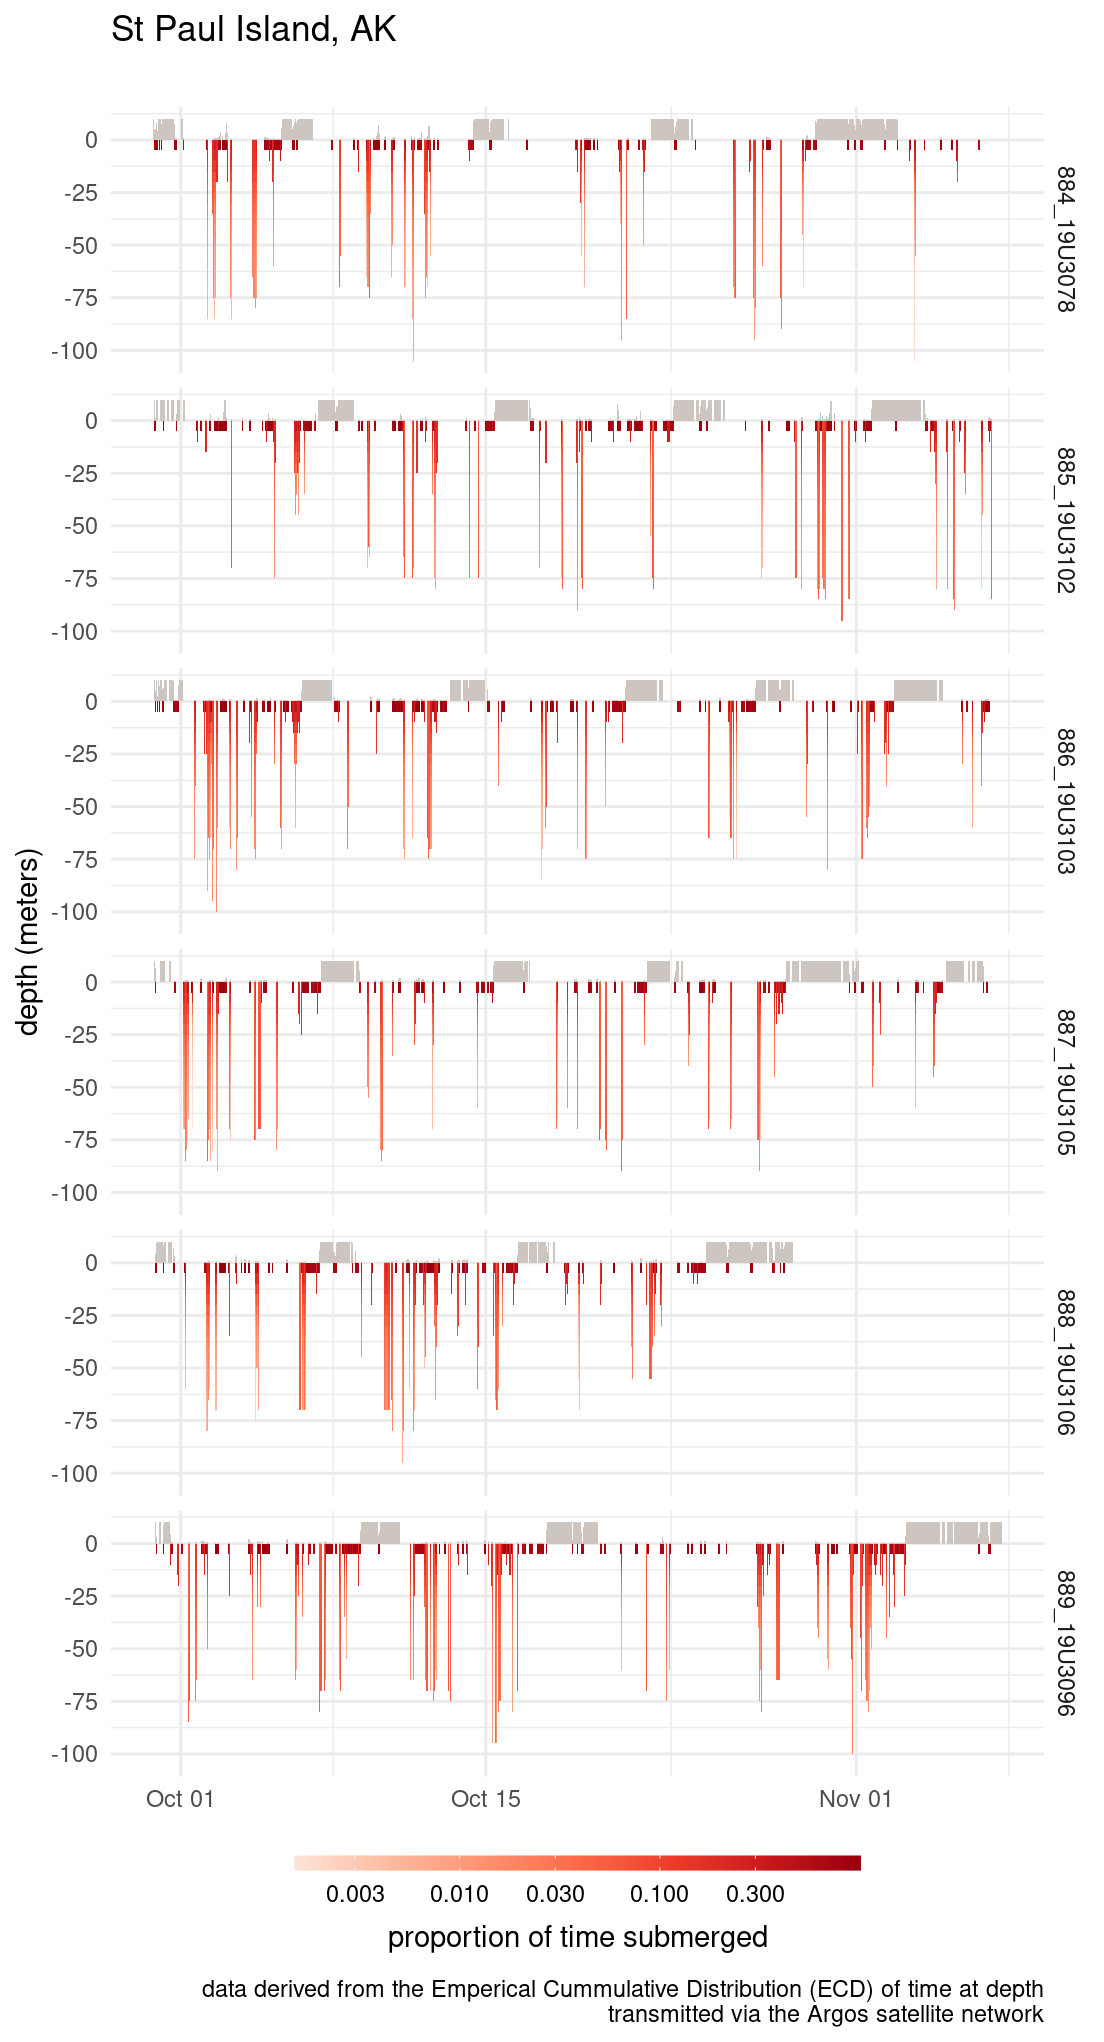 St Paul Island, AK
0
-25
-50
-75
-100
884_19U3078
0
-25
-50
-75
-100
885_19U3102
0
-25
-50
-75
-100
886_19U3103
depth (meters)
0
-25
-50
-75
-100
887_19U3105
0
-25
-50
-75
-100
888_19U3106
0
-25
-50
-75
-100
889_19U3096
Oct 01 Oct 15 Nov 01
0.003 0.010 0.030 0.100 0.300
proportion of time submerged
data derived from the Emperical Cummulative Distribution (ECD) of time at depth
transmitted via the Argos satellite network